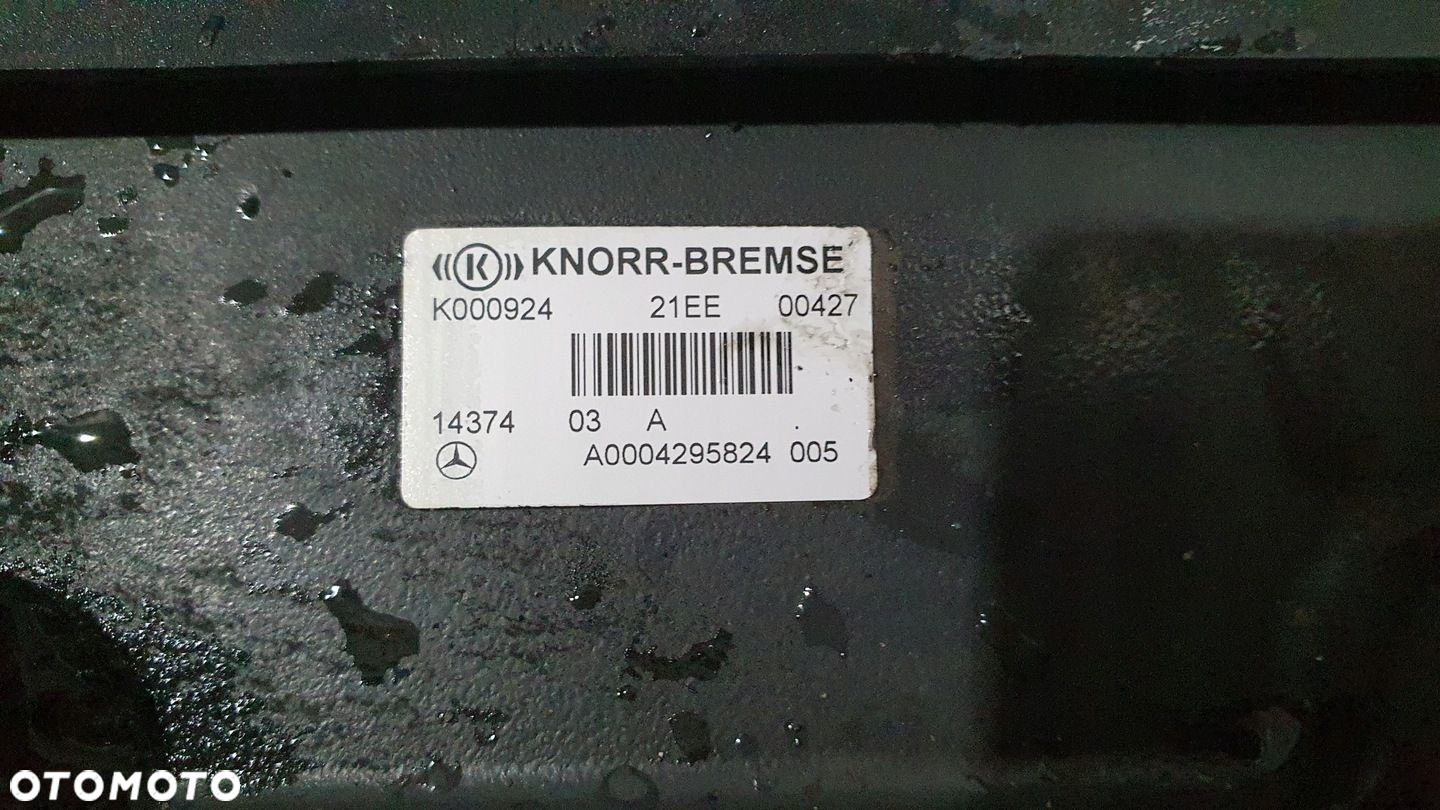 K KNORR-BREMSE
K000924 21EE 00427
14374 03 A .
A0004295824 005
OTOMOTO